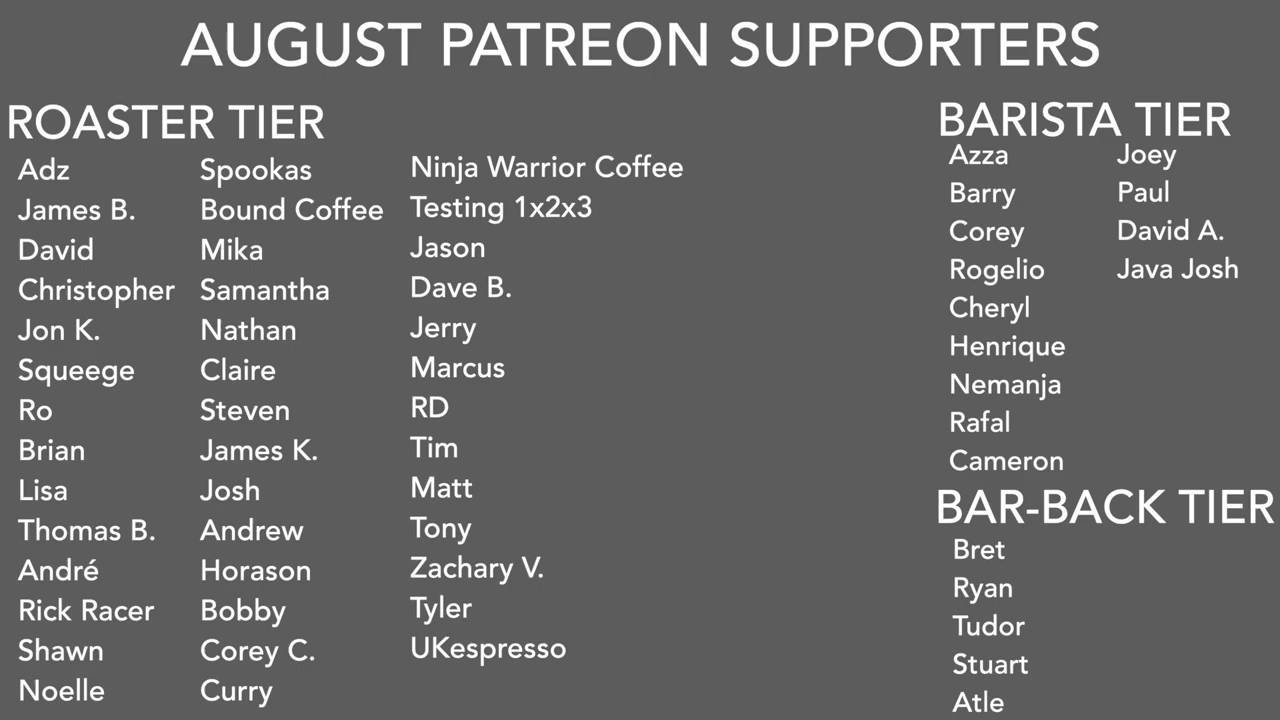 AUGUST PATREON SUPPORTERS
ROASTER TIER
Adz
James B.
David
Christopher
Jon K.
Squeege
Ro
Brian
Lisa
Thomas B.
André
Rick Racer
Shawn
Noelle
Spookas
Bound Coffee
Mika
Samantha
Nathan
Claire
Steven
James K.
Josh
Andrew
Horason
Bobby
Corey C.
Curry
Ninja Warrior Coffee
Testing 1x2x3
Jason
Dave B.
Jerry
Marcus
RD
Tim
Matt
Tony
Zachary V.
Tyler
UKespresso
BARISTA TIER
Azza
Barry
Corey
Rogelio
Cheryl
Henrique
Nemanja
Rafal
Cameron
Joey
Paul
David A.
Java Josh
BAR-BACK TIER
Bret
Ryan
Tudor
Stuart
Atle